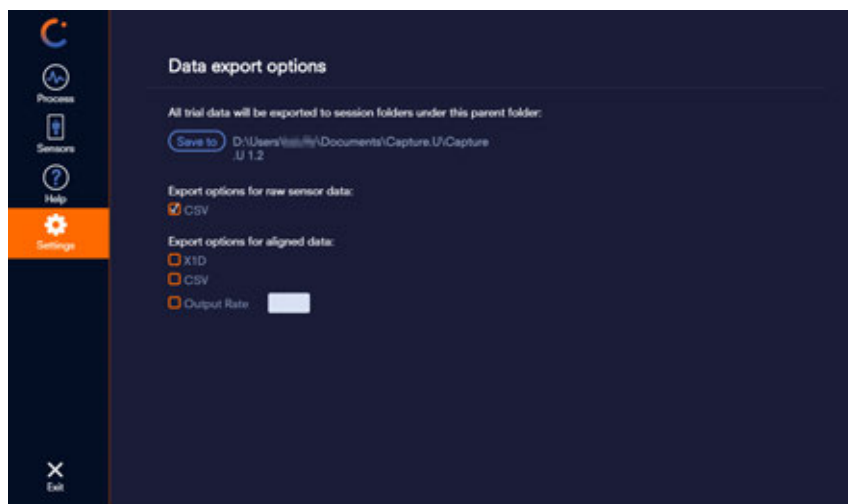 Process
Sensors
Help
Settings
Exit
Data export options
All trial data will be exported to session folders under this parent folder:
Save to
D:\Users\ \Documents\Capture.U\Capture
.U 1.2
Export options for raw sensor data:
CSV
Export options for aligned data:
X1D
CSV
Output Rate